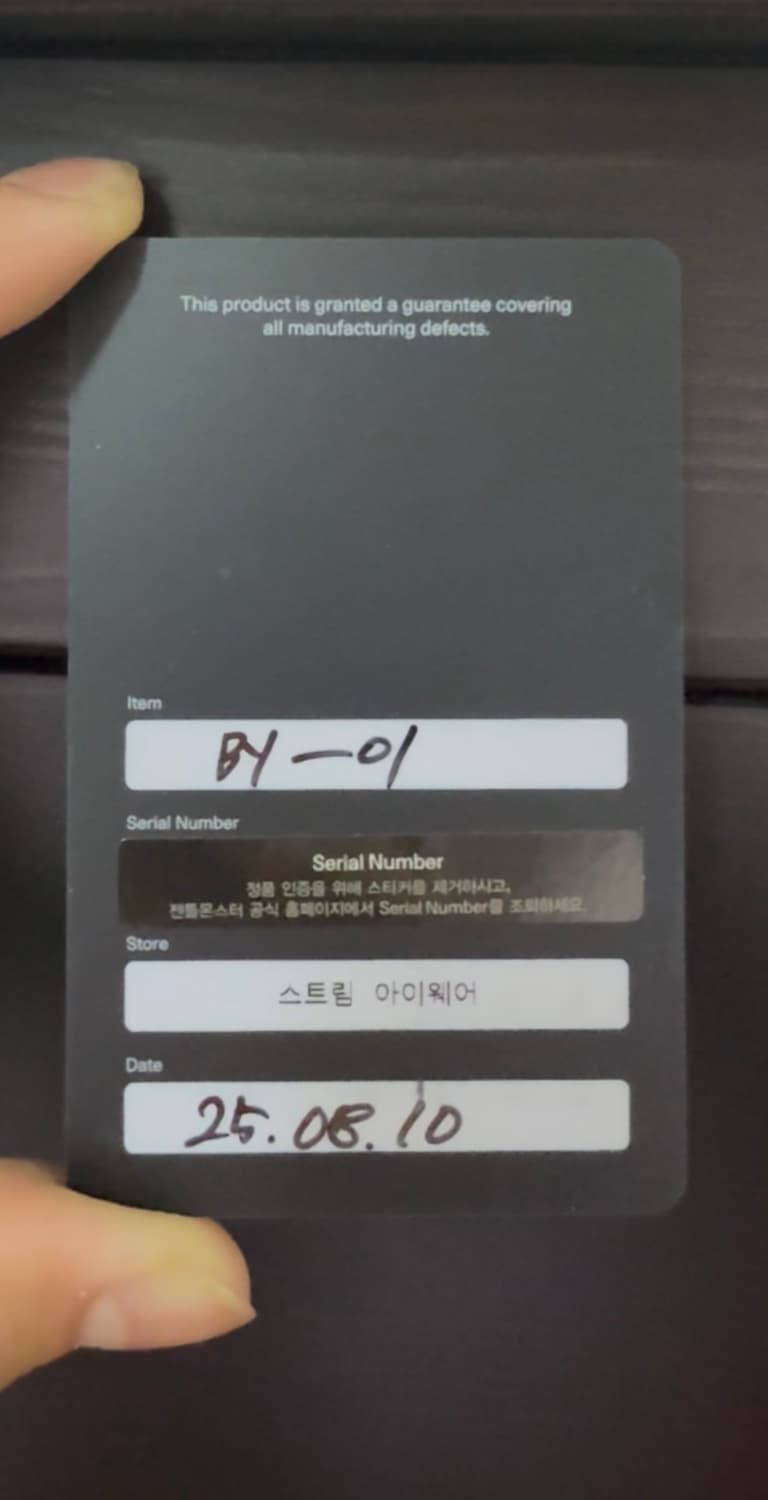 This product is granted a guarantee covering
all manufacturing defects.
Item
BY-01
Serial Number
Serial Number
정품 인증을 위해 스티커를 제거하시고,
젠틀몬스터 공식 홈페이지에서 Serial Number를 조회하세요.
Store
스트림 아이웨어
Date
25.08.10